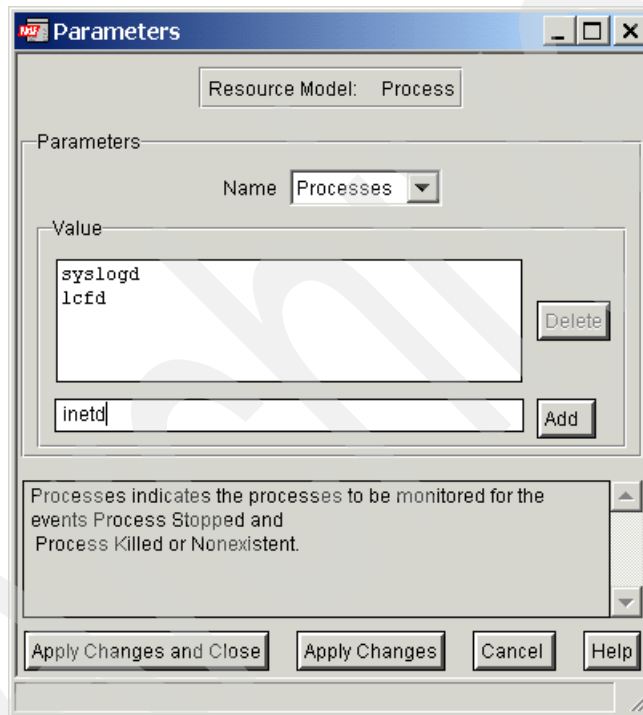 Parameters
Resource Model: Process
Parameters
Name Processes
Value
syslogd
lcfd
Delete
inetd
Add
Processes indicates the processes to be monitored for the
events Process Stopped and
Process Killed or Nonexistent.
Apply Changes and Close Apply Changes Cancel Help